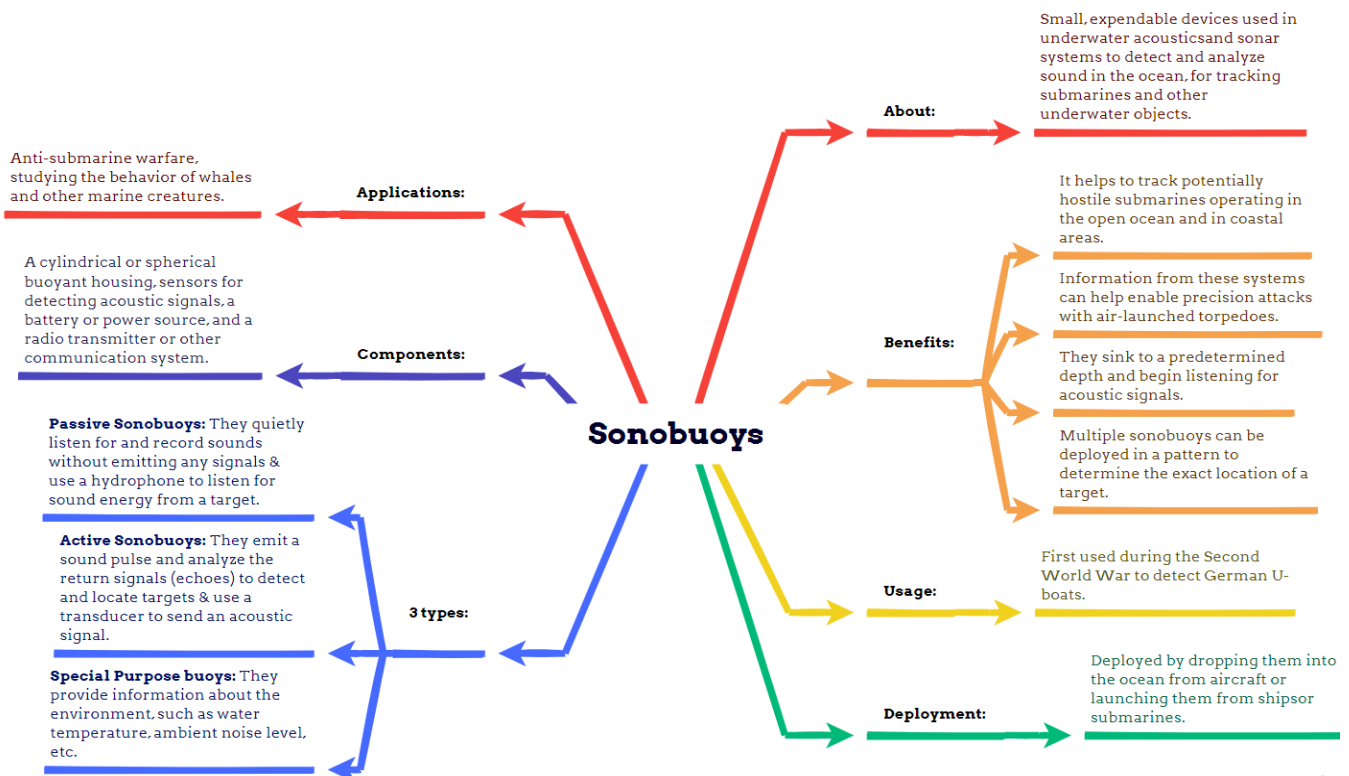 Sonobuoys
About:
Small, expendable devices used in
underwater acousticsand sonar
systems to detect and analyze
sound in the ocean, for tracking
submarines and other
underwater objects.
Benefits:
It helps to track potentially
hostile submarines operating in
the open ocean and in coastal
areas.
Information from these systems
can help enable precision attacks
with air-launched torpedoes.
They sink to a predetermined
depth and begin listening for
acoustic signals.
Multiple sonobuoys can be
deployed in a pattern to
determine the exact location of a
target.
Usage:
First used during the Second
World War to detect German U-
boats.
Deployment:
Deployed by dropping them into
the ocean from aircraft or
launching them from shipsor
submarines.
Applications:
Anti-submarine warfare,
studying the behavior of whales
and other marine creatures.
Components:
A cylindrical or spherical
buoyant housing, sensors for
detecting acoustic signals, a
battery or power source, and a
radio transmitter or other
communication system.
3 types:
Passive Sonobuoys: They quietly
listen for and record sounds
without emitting any signals &
use a hydrophone to listen for
sound energy from a target.
Active Sonobuoys: They emit a
sound pulse and analyze the
return signals (echoes) to detect
and locate targets & use a
transducer to send an acoustic
signal.
Special Purpose buoys: They
provide information about the
environment, such as water
temperature, ambient noise level,
etc.